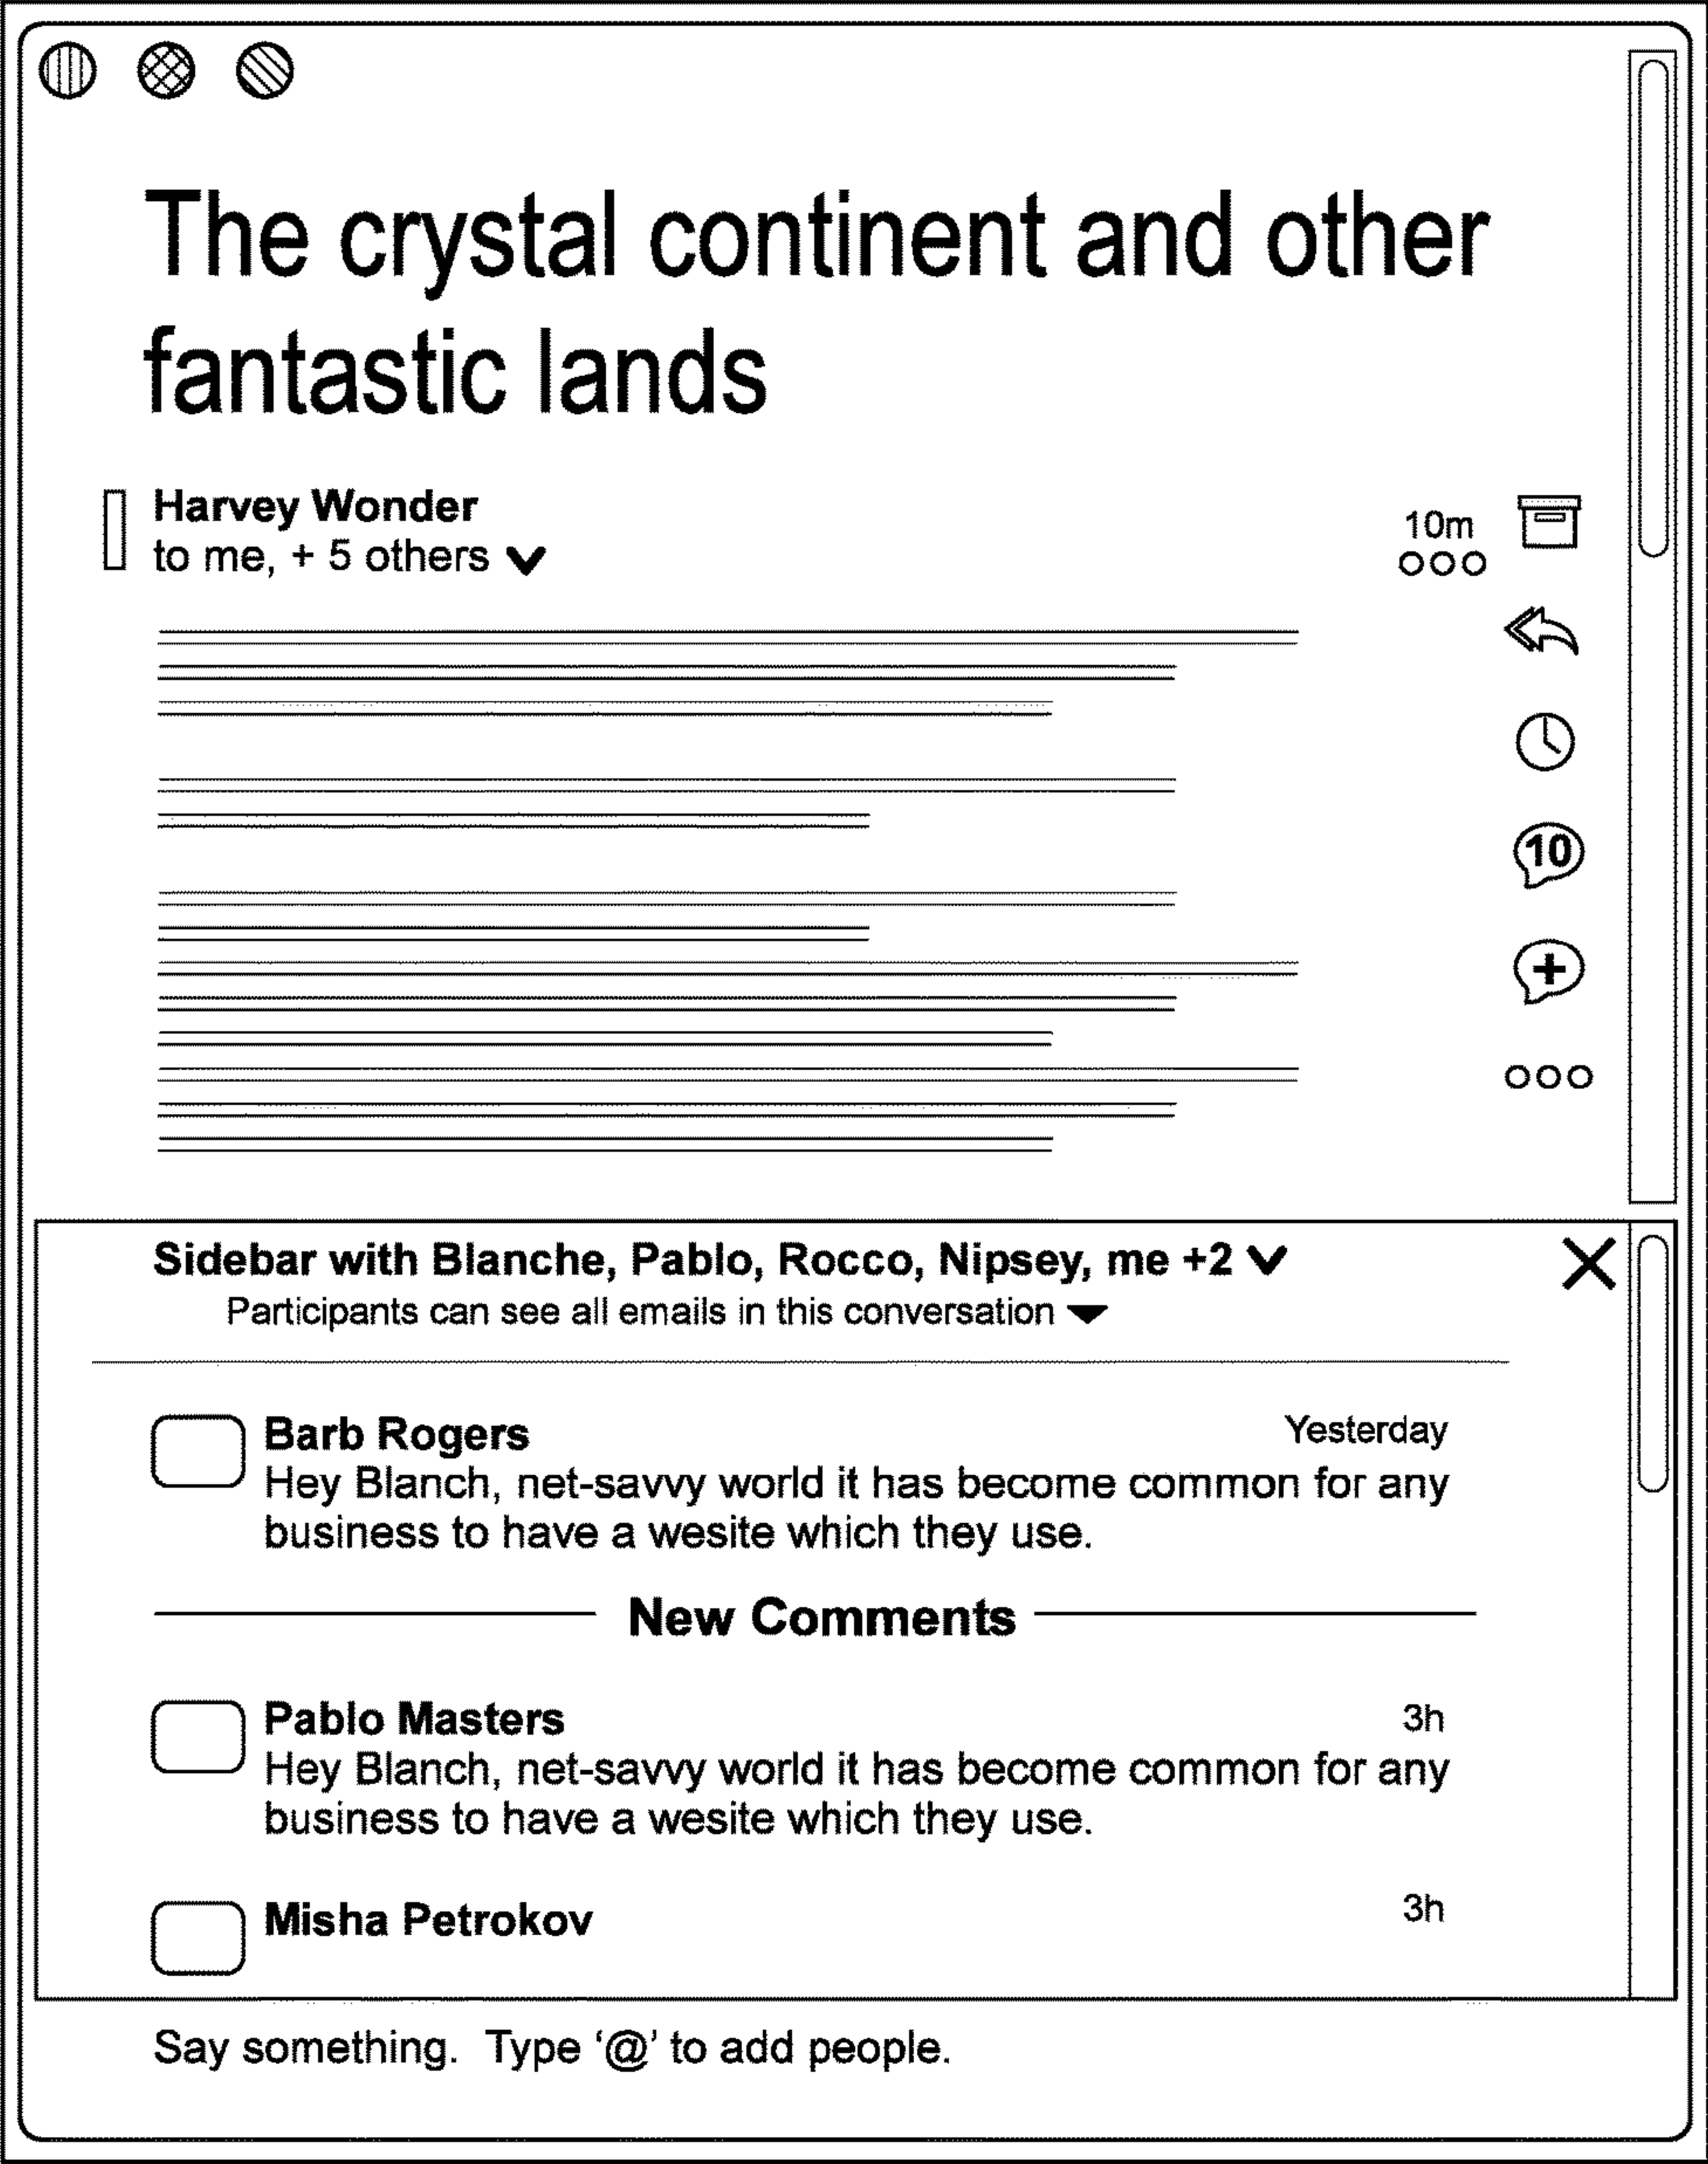 The crystal continent and other
fantastic lands
Harvey Wonder
10m
to me, + 5 others
10
+
Sidebar with Blanche, Pablo, Rocco, Nipsey, me +2
Participants can see all emails in this conversation
Barb Rogers
Yesterday
Hey Blanch, net-savvy world it has become common for any
business to have a wesite which they use.
New Comments
Pablo Masters
3h
Hey Blanch, net-savvy world it has become common for any
business to have a wesite which they use.
Misha Petrokov
3h
Say something.  Type ‘@’ to add people.